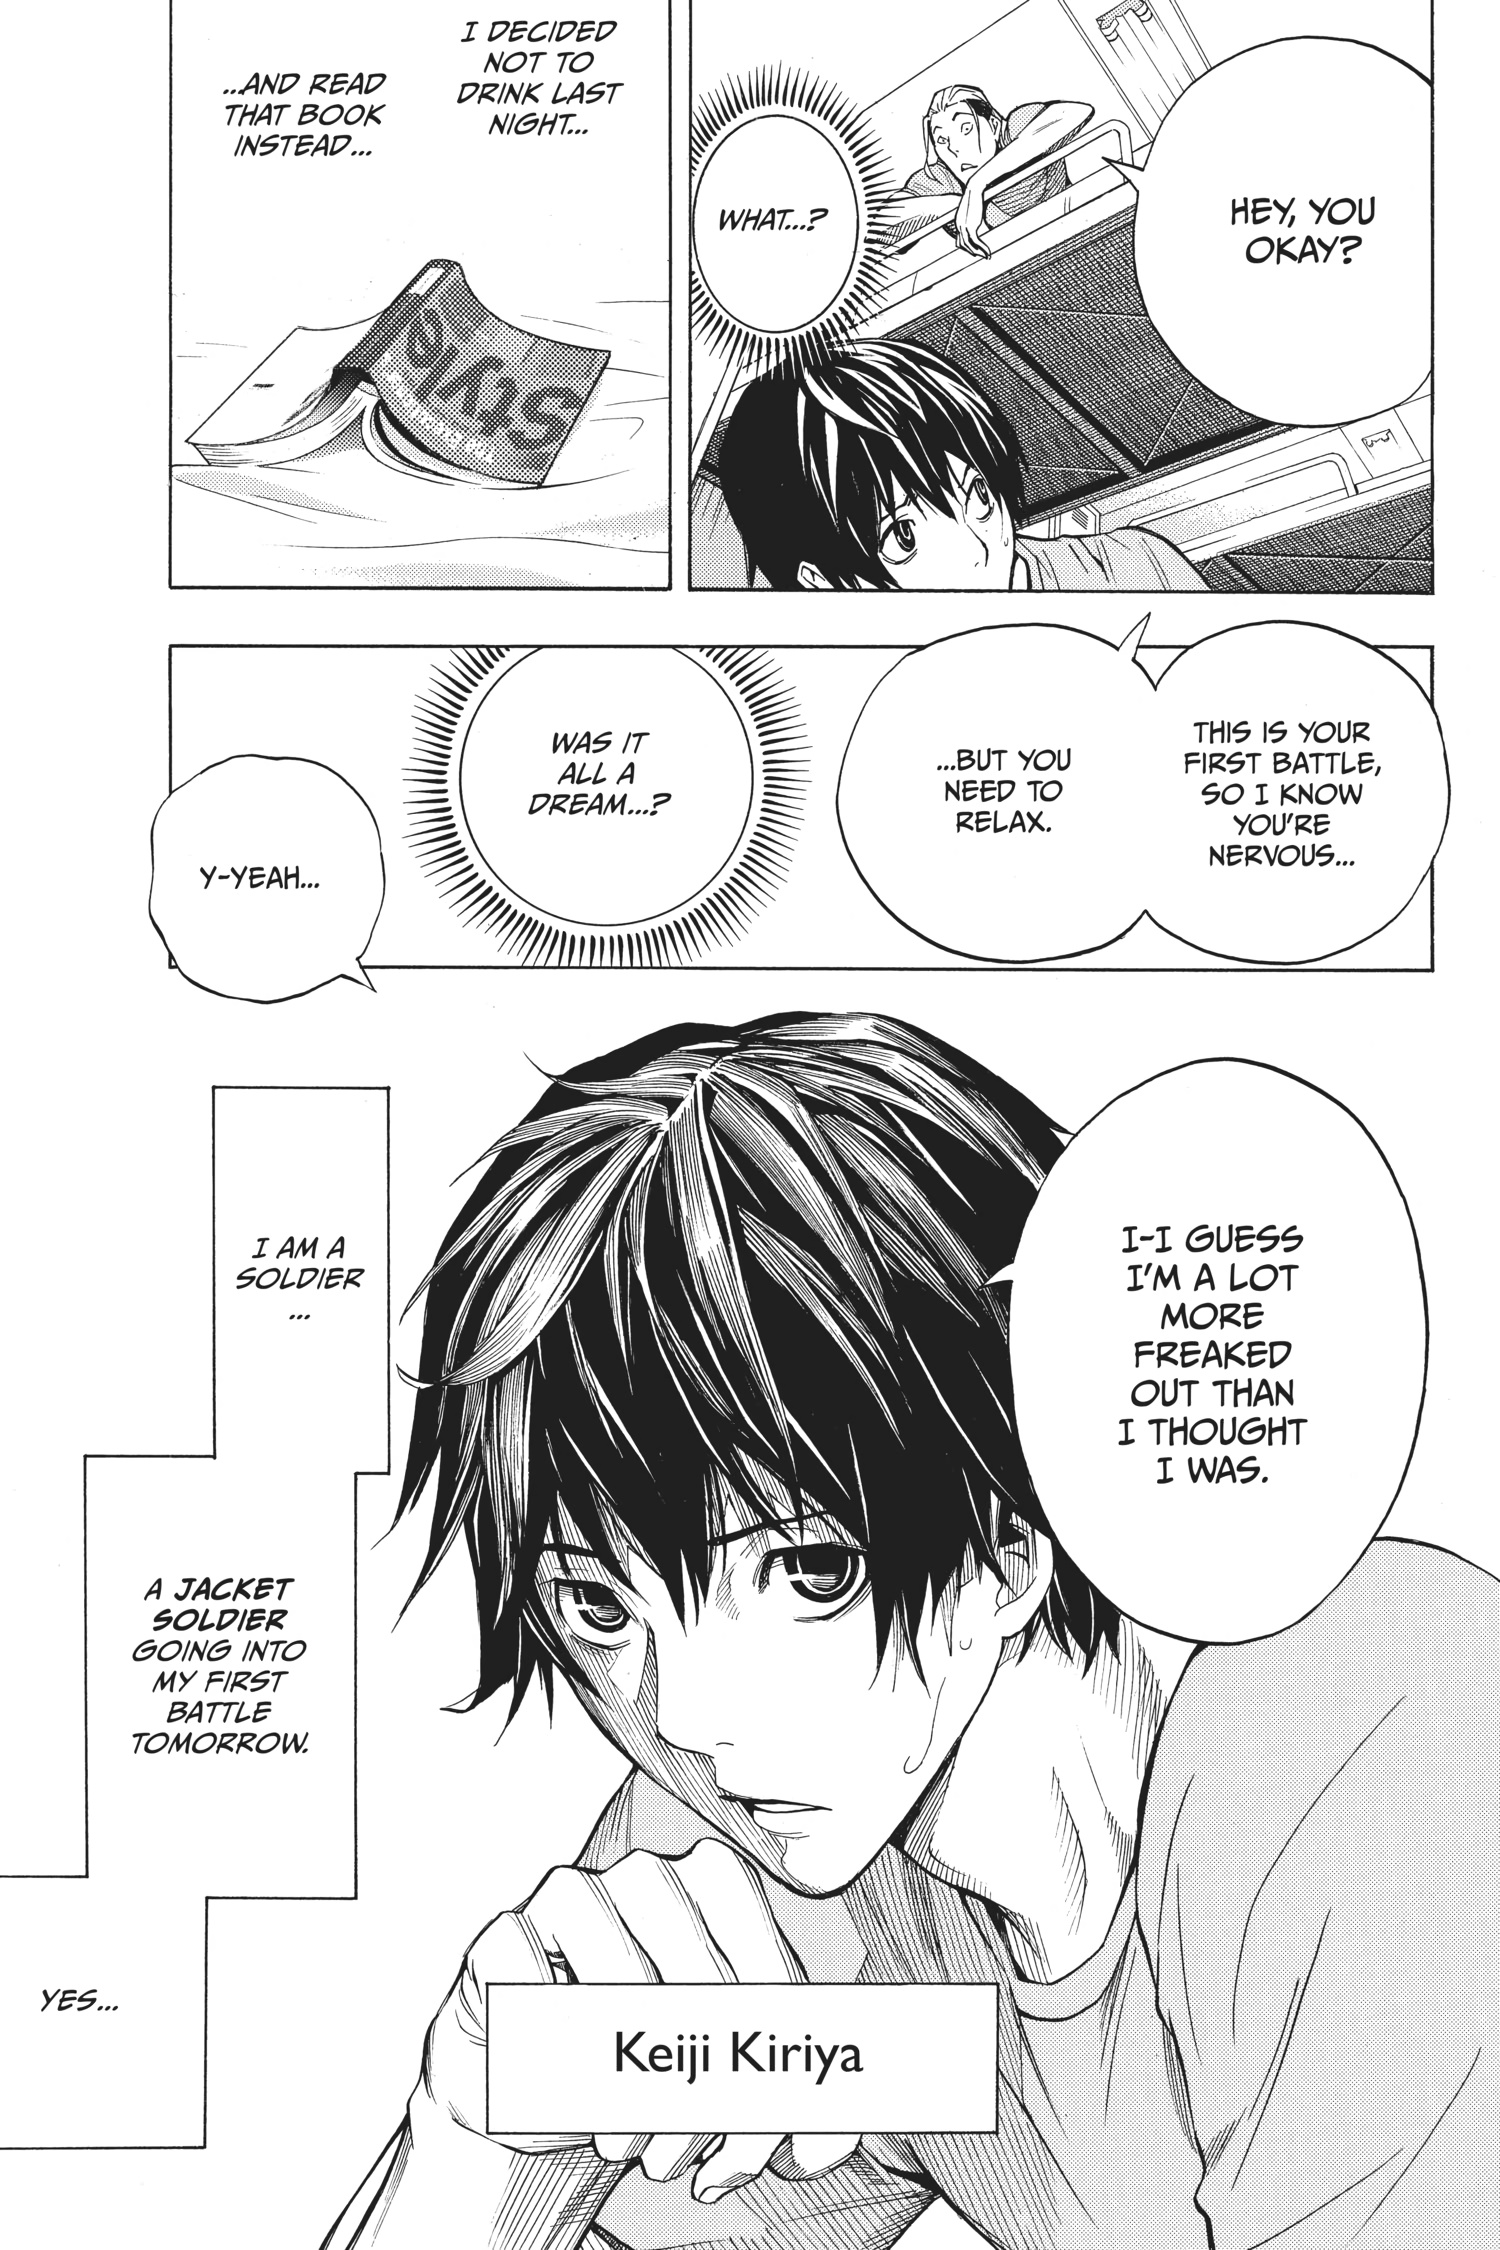 HEY, YOU
OKAY?
WHAT...?
I DECIDED
NOT TO
DRINK LAST
NIGHT...
...AND READ
THAT BOOK
INSTEAD...
THIS IS YOUR
FIRST BATTLE,
SO I KNOW
YOU'RE
NERVOUS...
...BUT YOU
NEED TO
RELAX.
WAS IT
ALL A
DREAM...?
Y-YEAH...
I-I GUESS
I'M A LOT
MORE
FREAKED
OUT THAN
I THOUGHT
I WAS.
I AM A
SOLDIER
...
A JACKET
SOLDIER
GOING INTO
MY FIRST
BATTLE
TOMORROW.
YES...
Keiji Kiriya